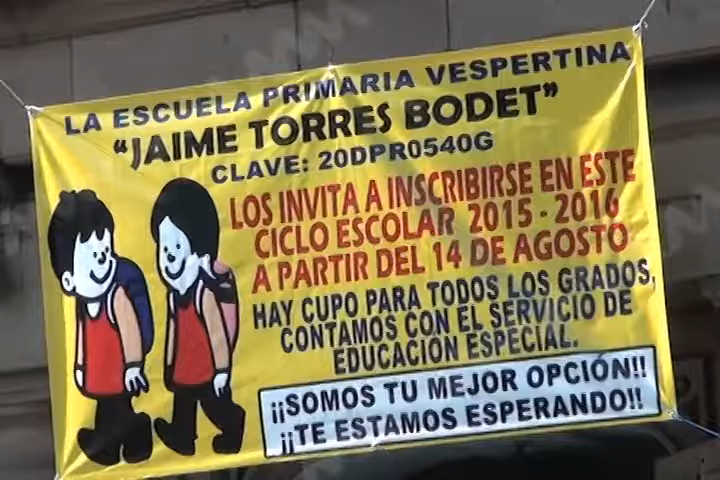 LA ESCUELA PRIMARIA VESPERTINA
“JAIME TORRES BODET”
CLAVE: 20DPR0540G
LOS INVITA A INSCRIBIRSE EN ESTE
CICLO ESCOLAR 2015 - 2016
A PARTIR DEL 14 DE AGOSTO
HAY CUPO PARA TODOS LOS GRADOS,
CONTAMOS CON EL SERVICIO DE
EDUCACIÓN ESPECIAL.
¡¡SOMOS TU MEJOR OPCIÓN!!
¡¡TE ESTAMOS ESPERANDO!!